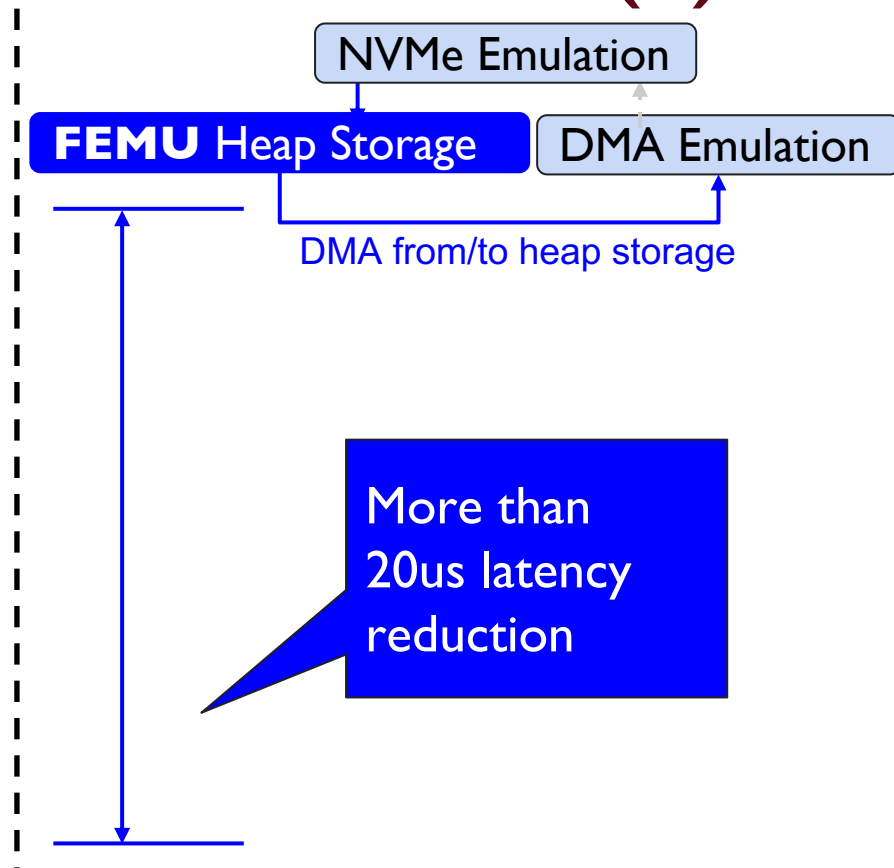 NVMe Emulation
FEMU Heap Storage
DMA Emulation
DMA from/to heap storage
More than
20us latency
reduction